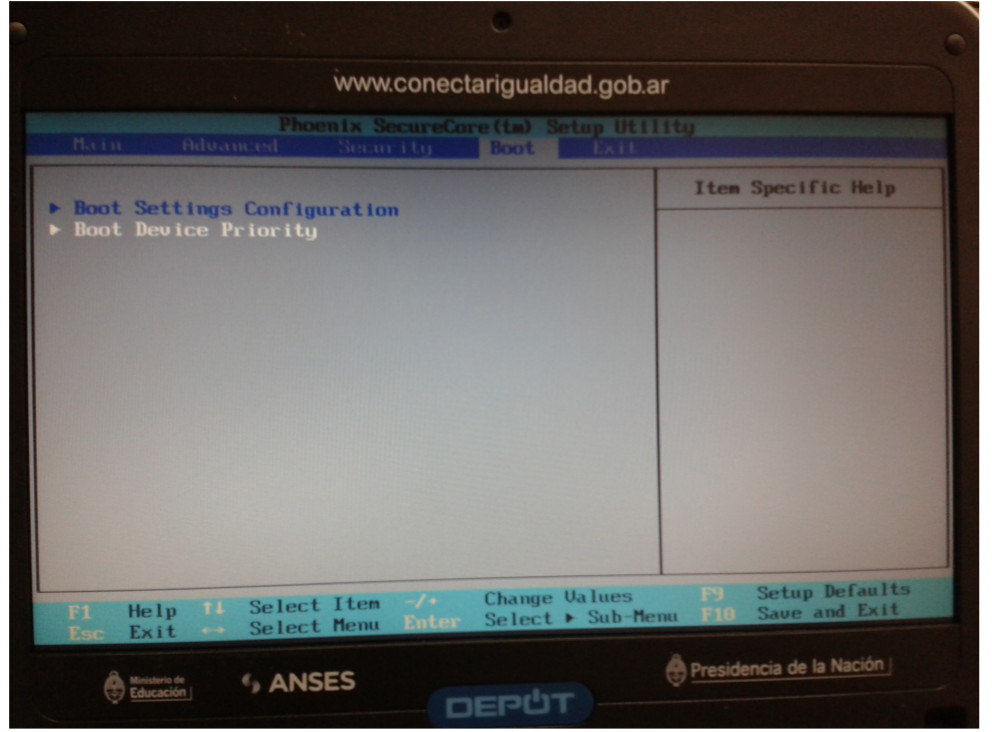 www.conectarigualdad.gob.ar
Phoenix SecureCore(tm) Setup Utility
Main Advanced Security Boot Exit
Item Specific Help
▶ Boot Settings Configuration
▶ Boot Device Priority
F1 Help ↑↓ Select Item -/+ Change Values F9 Setup Defaults
Esc Exit ↔ Select Menu Enter Select ▶ Sub-Menu F10 Save and Exit
Ministerio de
Educación
ANSES
Presidencia de la Nación
DEPOT